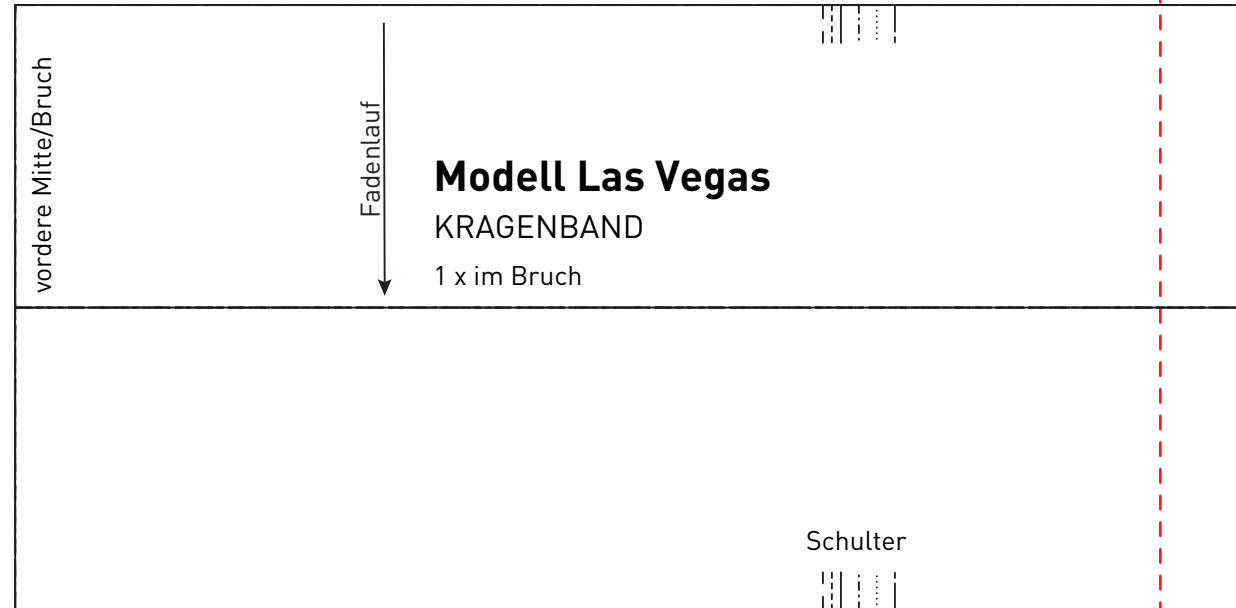 vordere Mitte/Bruch
Fadenlauf
Modell Las Vegas
KRAGENBAND
1 x im Bruch
Schulter